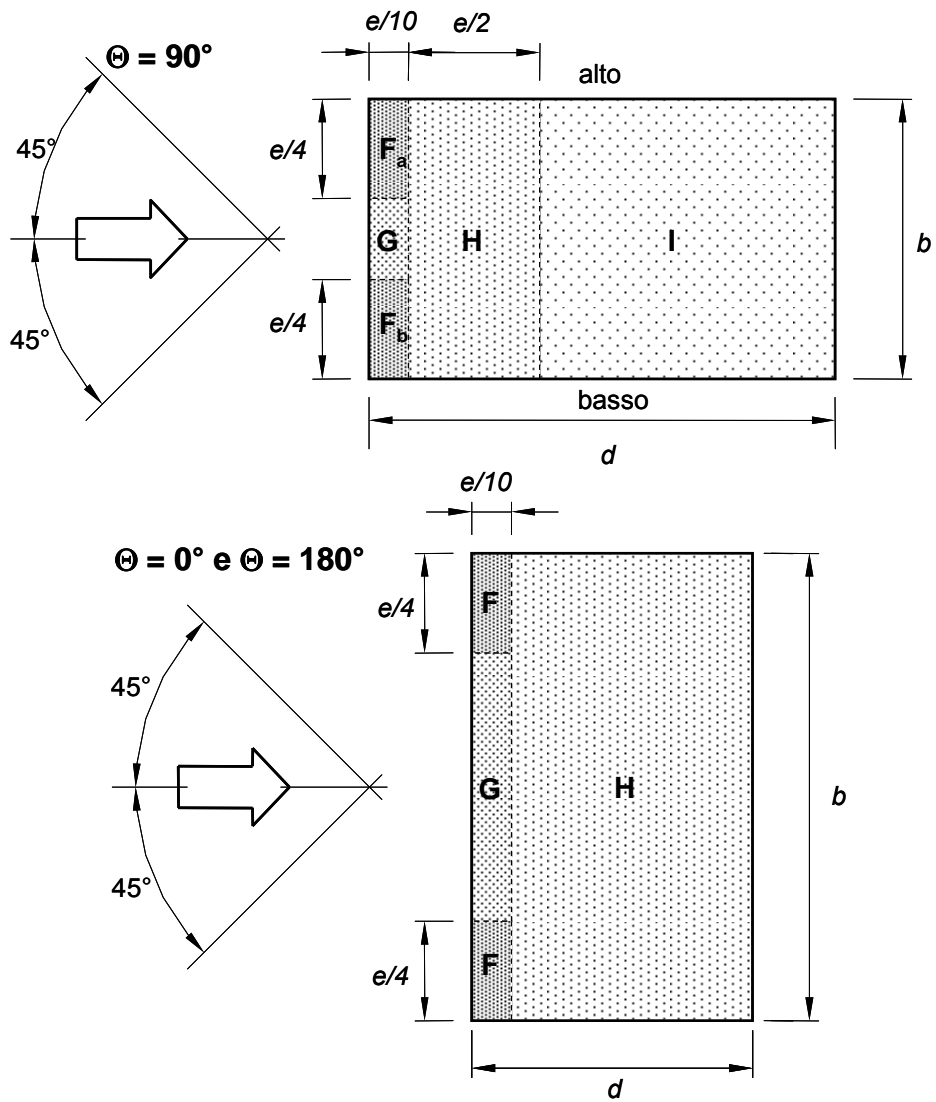 e/10 e/2
Θ = 90°
alto
45°
e/4
Fa
G H I
b
45°
e/4
Fb
basso
d
e/10
Θ = 0° e Θ = 180°
e/4
F
45°
G H
b
45°
e/4
F
d